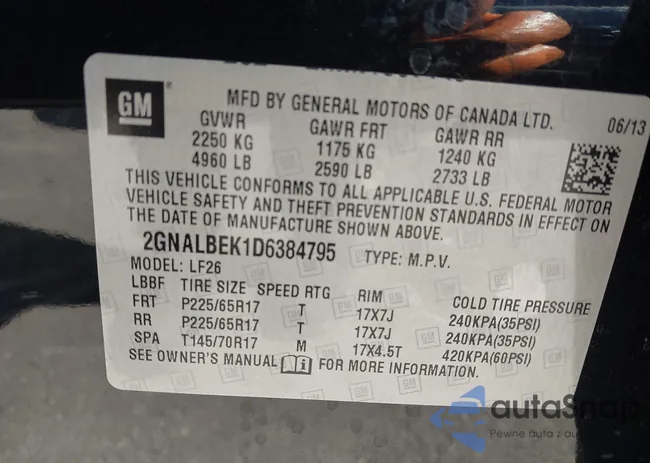 GM ®
MFD BY GENERAL MOTORS OF CANADA LTD. 06/13
GVWR GAWR FRT GAWR RR
2250 KG 1175 KG 1240 KG
4960 LB 2590 LB 2733 LB
THIS VEHICLE CONFORMS TO ALL APPLICABLE U.S. FEDERAL MOTOR
VEHICLE SAFETY AND THEFT PREVENTION STANDARDS IN EFFECT ON
THE DATE OF MANUFACTURE SHOWN ABOVE.
2GNALBEK1D6384795 TYPE: M.P.V.
MODEL: LF26
LBBF TIRE SIZE SPEED RTG RIM COLD TIRE PRESSURE
FRT P225/65R17 T 17X7J 240KPA(35PSI)
RR P225/65R17 T 17X7J 240KPA(35PSI)
SPA T145/70R17 M 17X4.5T 420KPA(60PSI)
SEE OWNER'S MANUAL FOR MORE INFORMATION.
autaSnap
Pewne auta z au